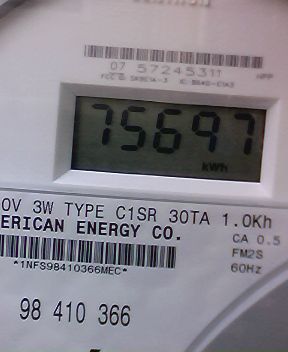 07 57245311
75697
kWh
0V 3W TYPE C1SR 30TA 1.0Kh
ERICAN ENERGY CO.
CA 0.5
FM2S
*1NFS98410366MEC*
60Hz
98 410 366